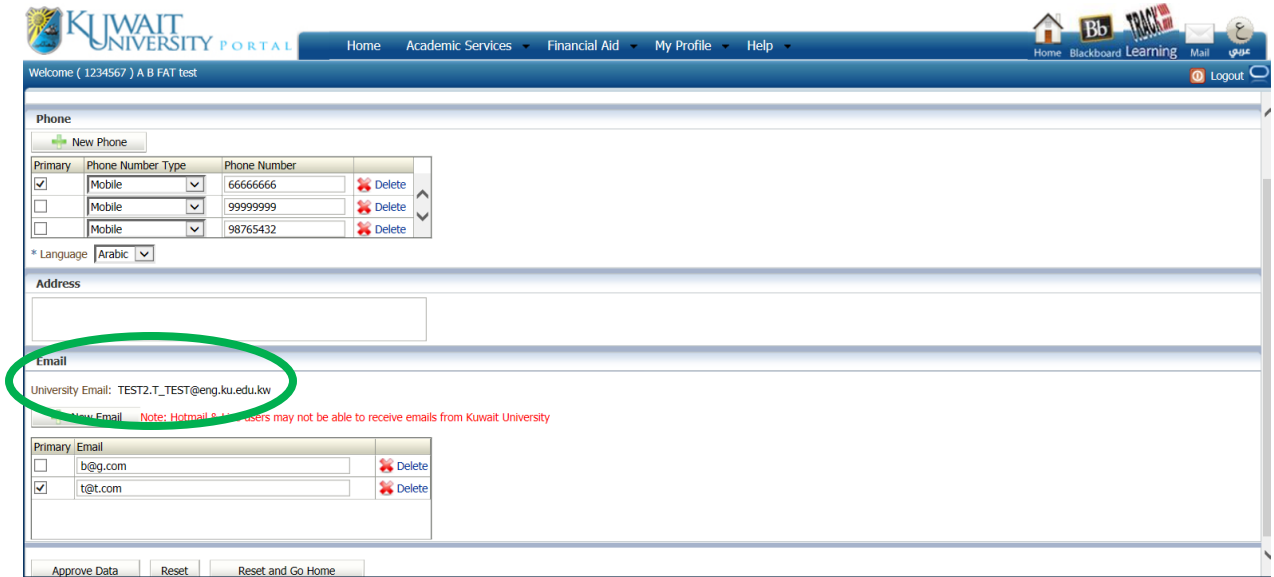 KUWAIT UNIVERSITY PORTAL
Home Academic Services Financial Aid My Profile Help
Bb TRACK ع
Home Blackboard Learning Mail عربي
Welcome ( 1234567 ) A B FAT test
Logout
Phone
New Phone
Primary Phone Number Type Phone Number
Mobile 66666666 Delete
Mobile 99999999 Delete
Mobile 98765432 Delete
* Language Arabic
Address
Email
University Email: TEST2.T_TEST@eng.ku.edu.kw
New Email Note: Hotmail & users may not be able to receive emails from Kuwait University
Primary Email
b@g.com Delete
t@t.com Delete
Approve Data Reset Reset and Go Home